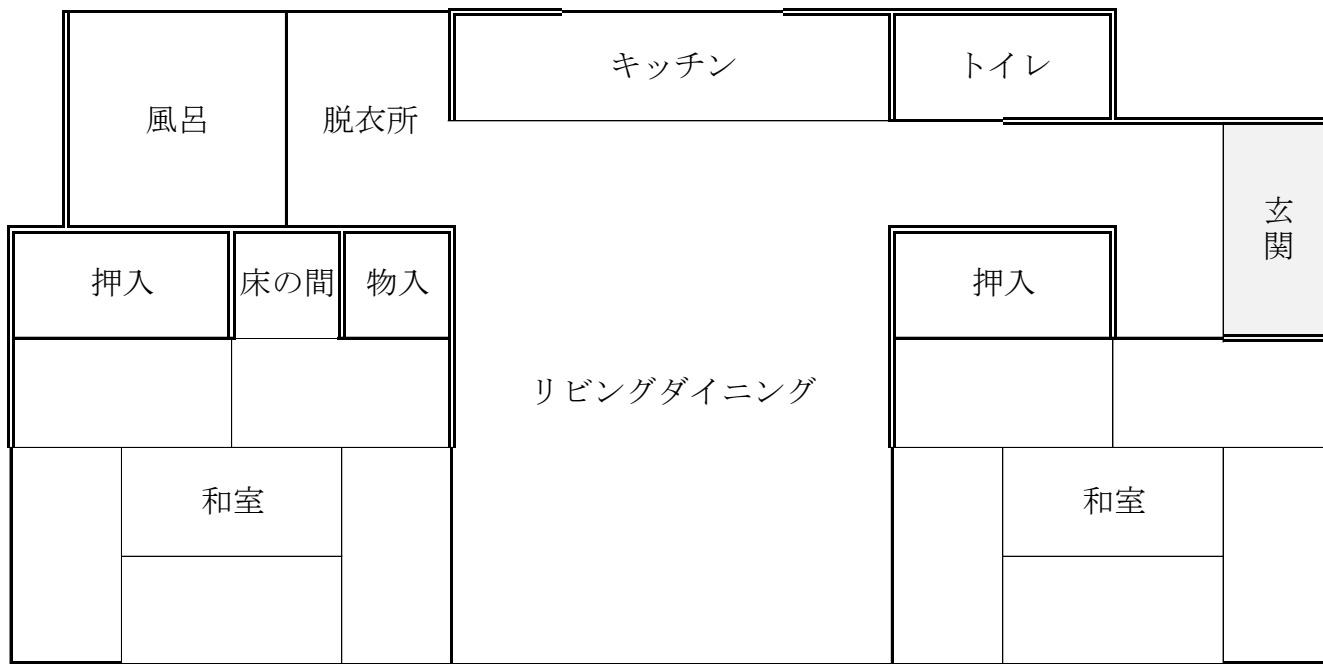 キッチン
トイレ
風呂
脱衣所
玄関
押入
床の間
物入
押入
リビングダイニング
和室
和室